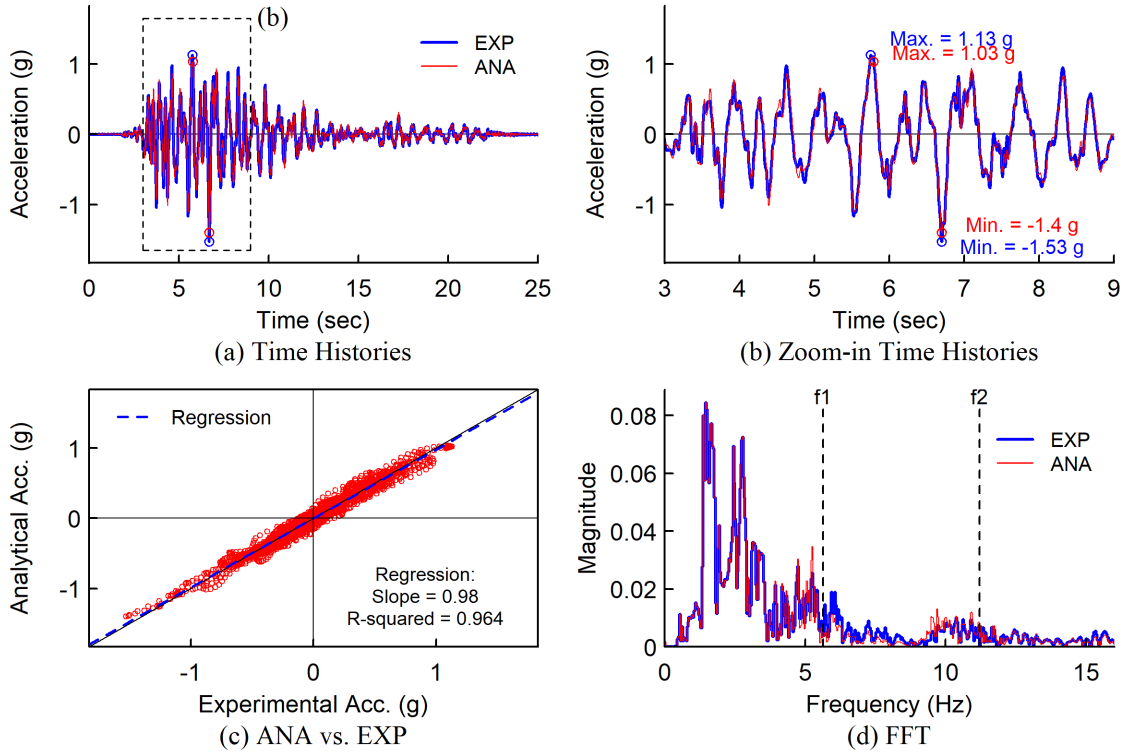 (b)
EXP
ANA
Acceleration (g)
1
0
-1
0 5 10 15 20 25
Time (sec)
(a) Time Histories
Max. = 1.13 g
Max. = 1.03 g
Acceleration (g)
1
0
-1
Min. = -1.4 g
Min. = -1.53 g
3 4 5 6 7 8 9
Time (sec)
(b) Zoom-in Time Histories
Regression
Analytical Acc. (g)
1
0
-1
Regression:
Slope = 0.98
R-squared = 0.964
-1 0 1
Experimental Acc. (g)
(c) ANA vs. EXP
f1 f2
EXP
ANA
Magnitude
0.08
0.06
0.04
0.02
0
0 5 10 15
Frequency (Hz)
(d) FFT